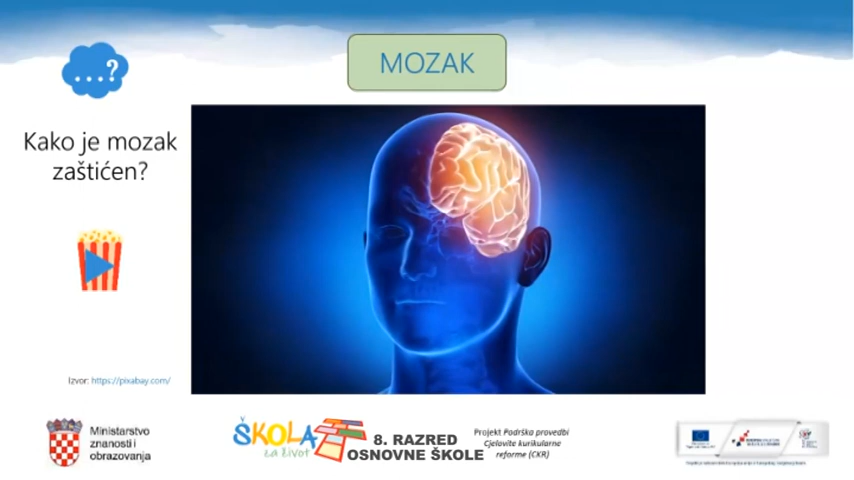 MOZAK
...?
Kako je mozak
zaštićen?
Izvor: https://pixabay.com/
Ministarstvo
znanosti i
obrazovanja
ŠKOLA
za život
8. RAZRED
OSNOVNE ŠKOLE
Projekt Podrška provedbi
Cjelovite kurikularne
reforme (CKR)